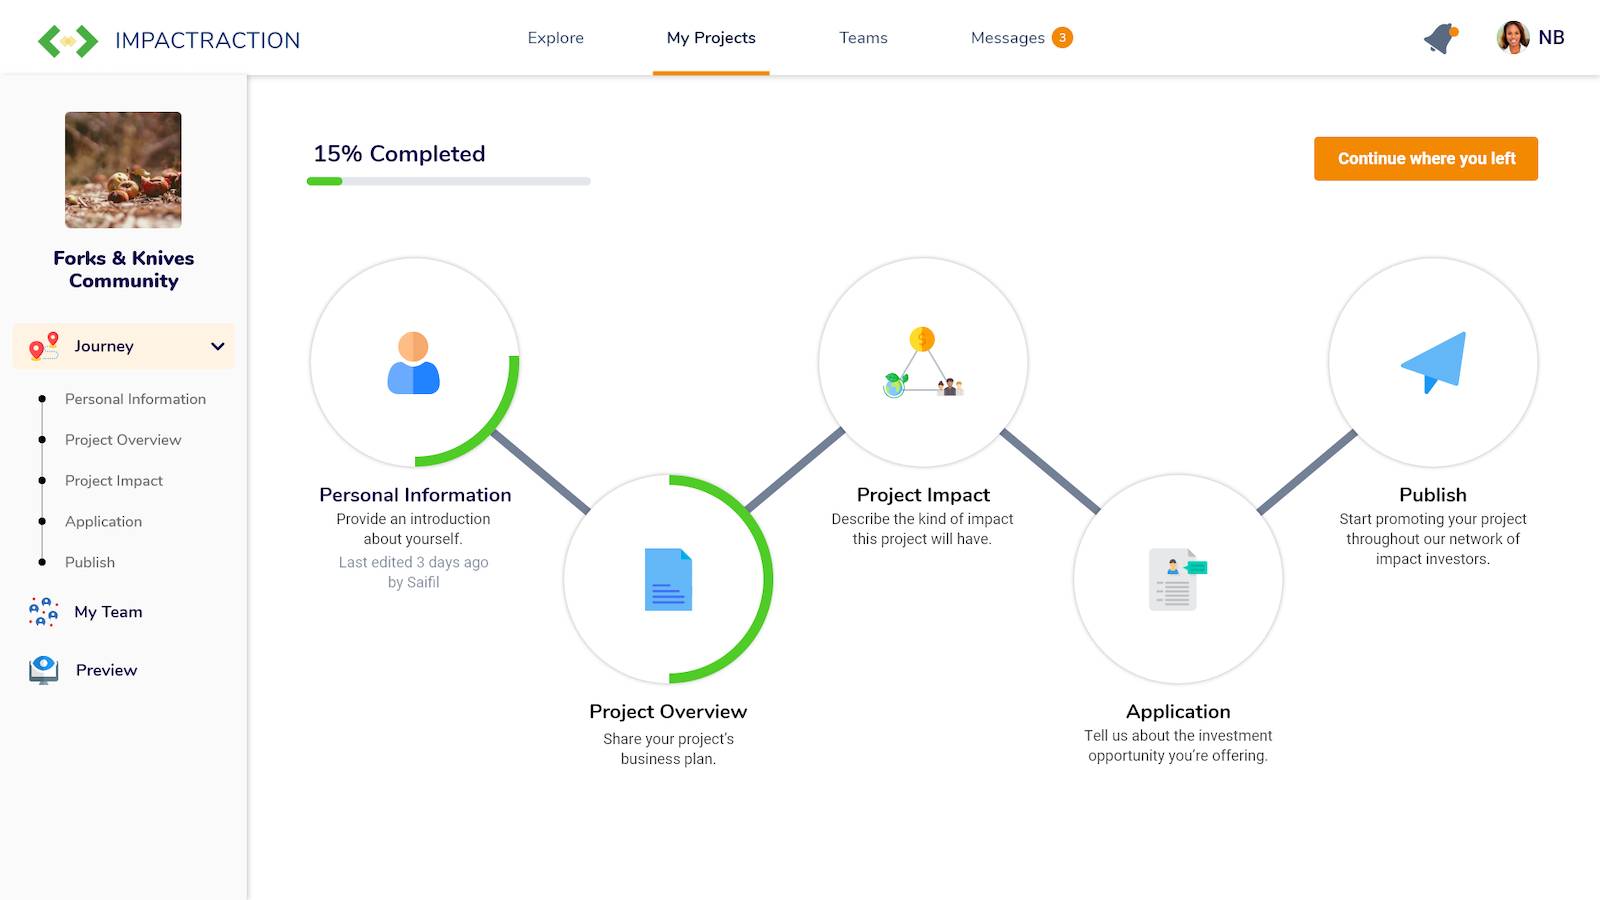 IMPACTRACTION
Explore
My Projects
Teams
Messages 3
NB
Forks & Knives
Community
Journey
Personal Information
Project Overview
Project Impact
Application
Publish
My Team
Preview
15% Completed
Continue where you left
Personal Information
Provide an introduction
about yourself.
Last edited 3 days ago
by Saifil
Project Overview
Share your project's
business plan.
Project Impact
Describe the kind of impact
this project will have.
Application
Tell us about the investment
opportunity you're offering.
Publish
Start promoting your project
throughout our network of
impact investors.